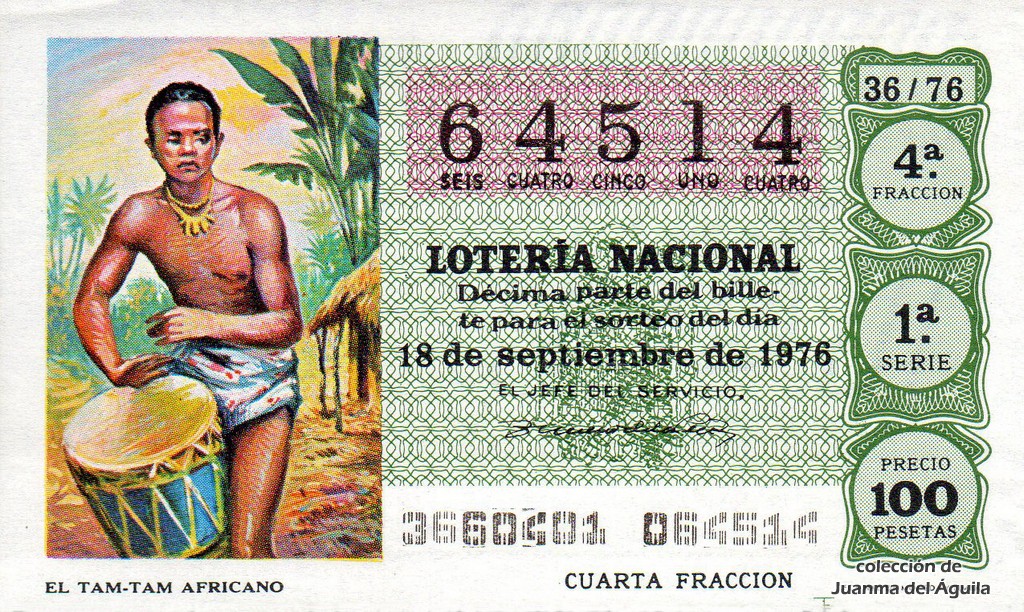 36/76
64514
SEIS CUATRO CINCO UNO CUATRO
4.ª
FRACCION
LOTERÍA NACIONAL
Décima parte del bille-
te para el sorteo del día
18 de septiembre de 1976
EL JEFE DEL SERVICIO,
1.ª
SERIE
PRECIO
100
PESETAS
3660401 064514
EL TAM-TAM AFRICANO
CUARTA FRACCION
colección de
Juanma del Águila